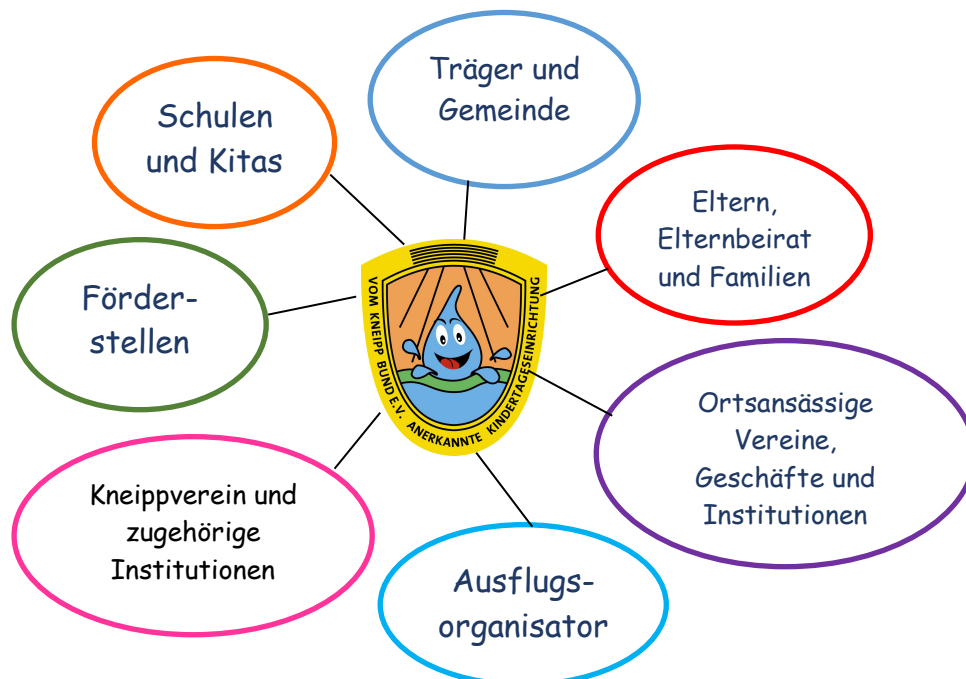 Träger und
Gemeinde
Schulen
und Kitas
Eltern,
Elternbeirat
und Familien
Förder-
stellen
VOM KNEIPP BUND E.V. ANERKANNTE KINDERTAGESEINRICHTUNG
Ortsansässige
Vereine,
Geschäfte und
Institutionen
Kneippverein und
zugehörige
Institutionen
Ausflugs-
organisator